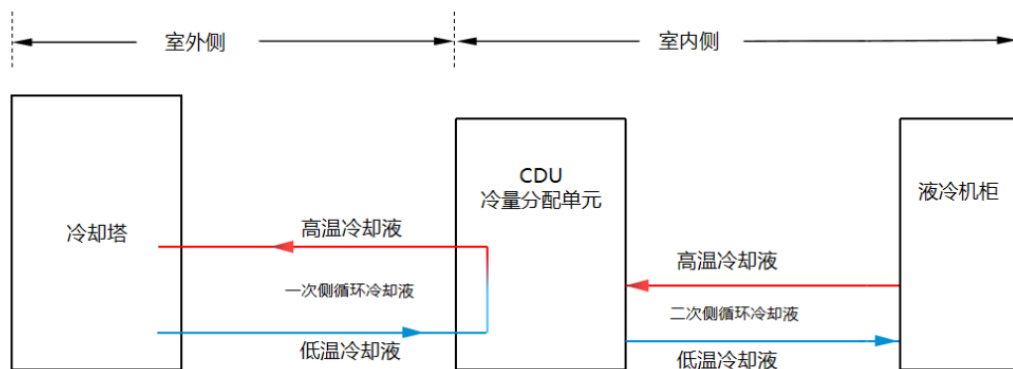 室外侧
室内侧
CDU
冷量分配单元
液冷机柜
冷却塔
高温冷却液
高温冷却液
一次侧循环冷却液
二次侧循环冷却液
低温冷却液
低温冷却液